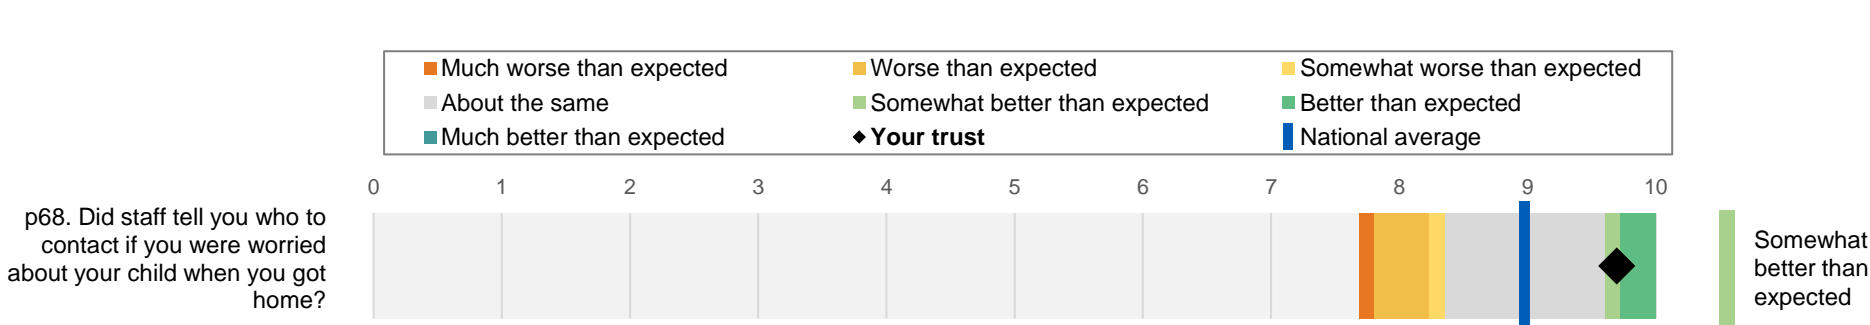 Much worse than expected
Worse than expected
Somewhat worse than expected
About the same
Somewhat better than expected
Better than expected
Much better than expected
Your trust
National average
0 1 2 3 4 5 6 7 8 9 10
p68. Did staff tell you who to
contact if you were worried
about your child when you got
home?
Somewhat
better than
expected